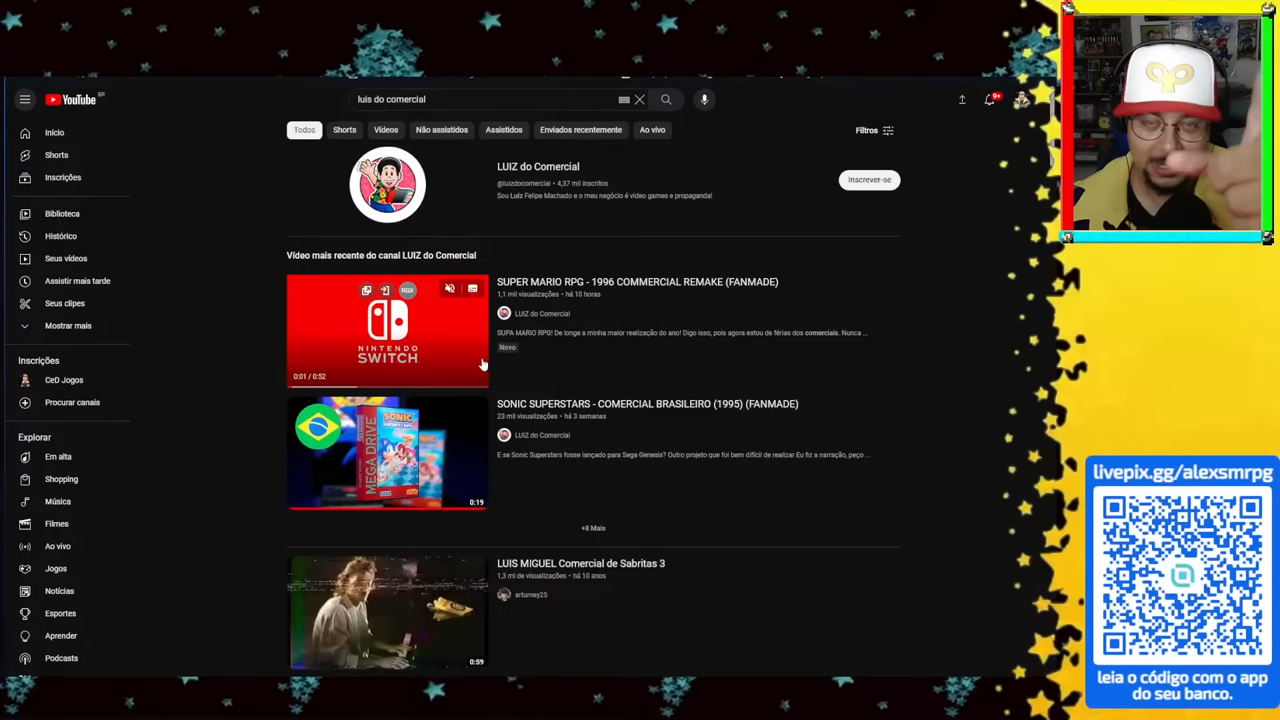 YouTube BR
luis do comercial
9+
Início
Shorts
Inscrições
Biblioteca
Histórico
Seus vídeos
Assistir mais tarde
Seus clipes
Mostrar mais
Inscrições
CeD Jogos
Procurar canais
Explorar
Em alta
Shopping
Música
Filmes
Ao vivo
Jogos
Notícias
Esportes
Aprender
Podcasts
Todos
Shorts
Vídeos
Não assistidos
Assistidos
Enviados recentemente
Ao vivo
Filtros
LUIZ do Comercial
@luizdocomercial • 4,37 mil inscritos
Sou Luiz Felipe Machado e o meu negócio é vídeo games e propaganda!
Inscrever-se
Vídeo mais recente do canal LUIZ do Comercial
RGX
NINTENDO
SWITCH
0:01 / 0:52
SUPER MARIO RPG - 1996 COMMERCIAL REMAKE (FANMADE)
1,1 mil visualizações • há 10 horas
LUIZ do Comercial
SUPA MARIO RPG! De longe a minha maior realização do ano! Digo isso, pois agora estou de férias dos comerciais. Nunca ...
Novo
MEGA DRIVE
SONIC
SEGA
0:19
SONIC SUPERSTARS - COMERCIAL BRASILEIRO (1995) (FANMADE)
23 mil visualizações • há 3 semanas
LUIZ do Comercial
E se Sonic Superstars fosse lançado para Sega Genesis? Outro projeto que foi bem difícil de realizar Eu fiz a narração, peço ...
+8 Mais
0:59
LUIS MIGUEL Comercial de Sabritas 3
1,3 mi de visualizações • há 10 anos
arturney25
livepix.gg/alexsmrpg
leia o código com o app
do seu banco.